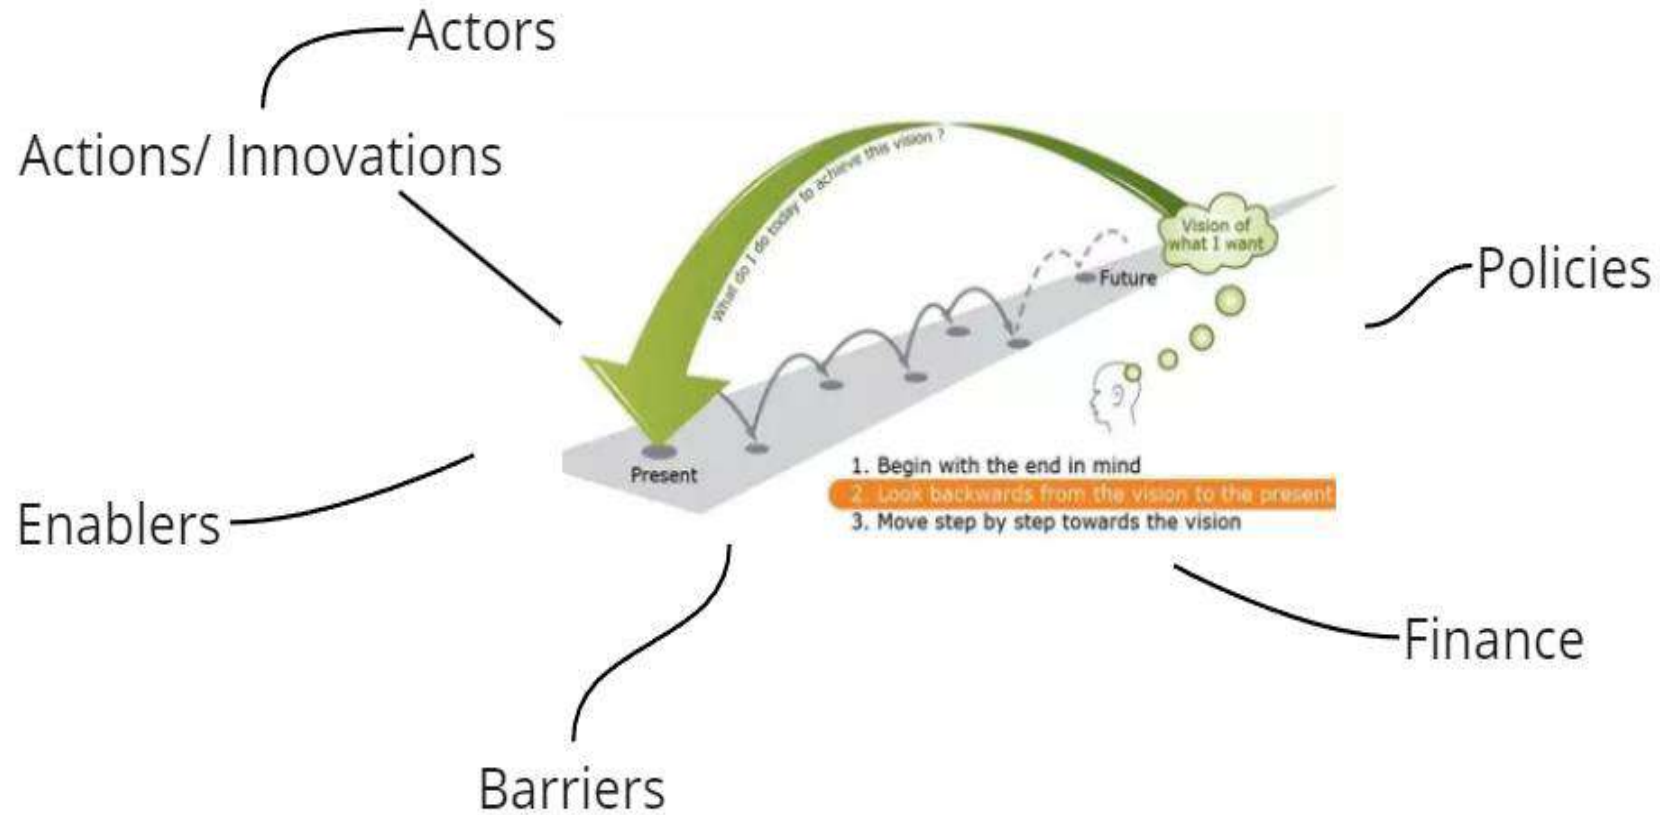 Actors
Actions/ Innovations
What do I do today to achieve this vision ?
Vision of
what I want
Future
Policies
Present
1. Begin with the end in mind
2. Look backwards from the vision to the present
3. Move step by step towards the vision
Enablers
Finance
Barriers